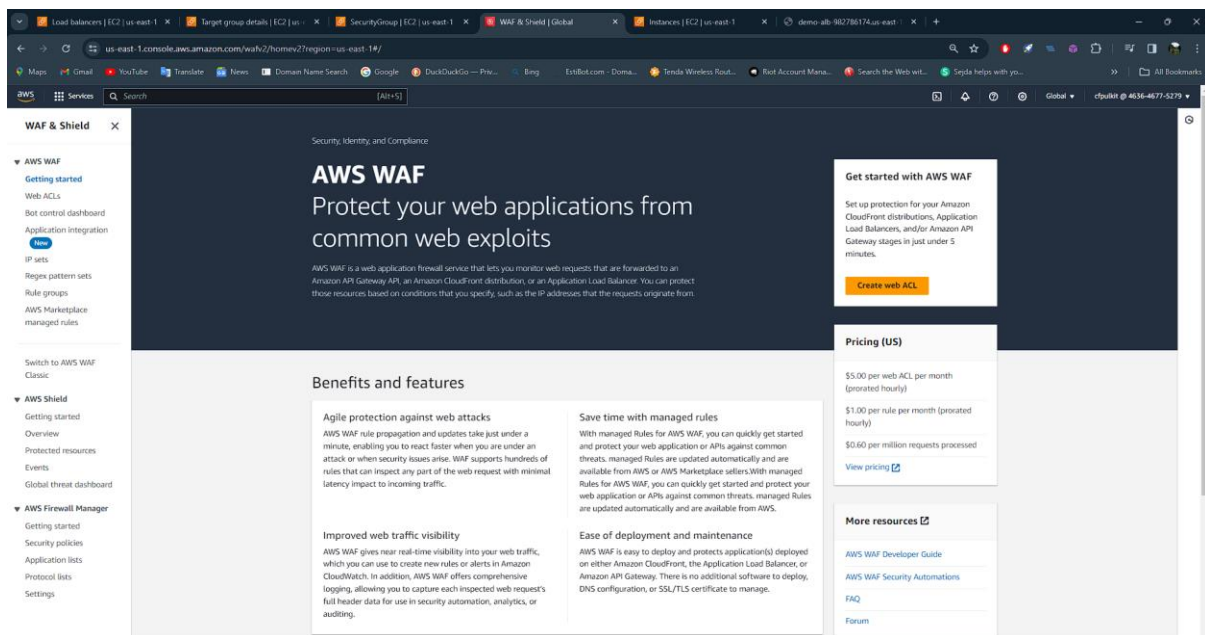 Load balancers | EC2 | us-east-1
Target group details | EC2 | us-
SecurityGroup | EC2 | us-east-1
WAF & Shield | Global
Instances | EC2 | us-east-1
demo-alb-982786174.us-east-1
us-east-1.console.aws.amazon.com/wafv2/homev2?region=us-east-1#/
Maps
Gmail
YouTube
Translate
News
Domain Name Search
Google
DuckDuckGo — Priv...
Bing
EstiBot.com - Doma...
Tenda Wireless Rout...
Riot Account Mana...
Search the Web wit...
Sejda helps with yo...
All Bookmarks
aws
Services
Search
[Alt+S]
Global
cfpulkit @ 4636-4677-5279
WAF & Shield
AWS WAF
Getting started
Web ACLs
Bot control dashboard
Application integration
New
IP sets
Regex pattern sets
Rule groups
AWS Marketplace
managed rules
Switch to AWS WAF
Classic
AWS Shield
Getting started
Overview
Protected resources
Events
Global threat dashboard
AWS Firewall Manager
Getting started
Security policies
Application lists
Protocol lists
Settings
Security, Identity, and Compliance
AWS WAF
Protect your web applications from
common web exploits
AWS WAF is a web application firewall service that lets you monitor web requests that are forwarded to an
Amazon API Gateway API, an Amazon CloudFront distribution, or an Application Load Balancer. You can protect
those resources based on conditions that you specify, such as the IP addresses that the requests originate from.
Get started with AWS WAF
Set up protection for your Amazon
CloudFront distributions, Application
Load Balancers, and/or Amazon API
Gateway stages in just under 5
minutes.
Create web ACL
Pricing (US)
$5.00 per web ACL per month
(prorated hourly)
$1.00 per rule per month (prorated
hourly)
$0.60 per million requests processed
View pricing
More resources
AWS WAF Developer Guide
AWS WAF Security Automations
FAQ
Forum
Benefits and features
Agile protection against web attacks
AWS WAF rule propagation and updates take just under a
minute, enabling you to react faster when you are under an
attack or when security issues arise. WAF supports hundreds of
rules that can inspect any part of the web request with minimal
latency impact to incoming traffic.
Save time with managed rules
With managed Rules for AWS WAF, you can quickly get started
and protect your web application or APIs against common
threats. managed Rules are updated automatically and are
available from AWS or AWS Marketplace sellers.With managed
Rules for AWS WAF, you can quickly get started and protect your
web application or APIs against common threats. managed Rules
are updated automatically and are available from AWS.
Improved web traffic visibility
AWS WAF gives near real-time visibility into your web traffic,
which you can use to create new rules or alerts in Amazon
CloudWatch. In addition, AWS WAF offers comprehensive
logging, allowing you to capture each inspected web request's
full header data for use in security automation, analytics, or
auditing.
Ease of deployment and maintenance
AWS WAF is easy to deploy and protects application(s) deployed
on either Amazon CloudFront, the Application Load Balancer, or
Amazon API Gateway. There is no additional software to deploy,
DNS configuration, or SSL/TLS certificate to manage.